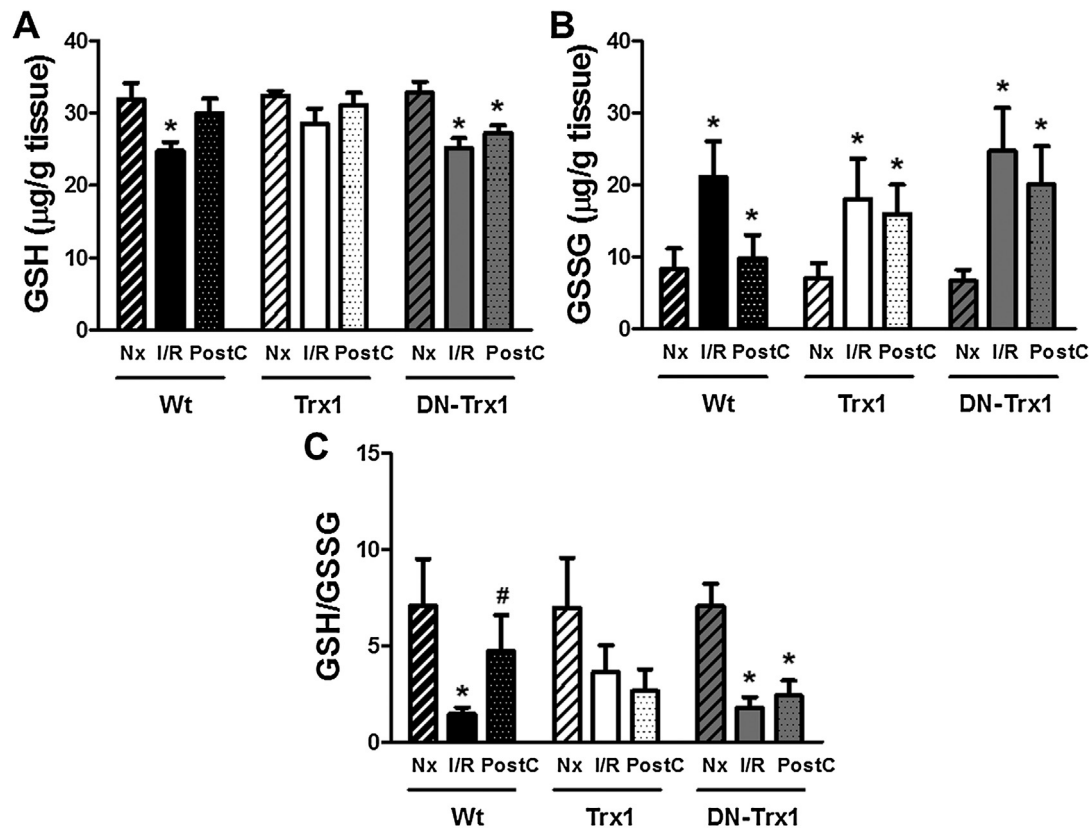 A
GSH (μg/g tissue)
40
30
20
10
0
*
*
*
Nx I/R PostC Nx I/R PostC Nx I/R PostC
Wt Trx1 DN-Trx1
B
GSSG (μg/g tissue)
40
30
20
10
0
*
*
*
*
*
*
Nx I/R PostC Nx I/R PostC Nx I/R PostC
Wt Trx1 DN-Trx1
C
GSH/GSSG
15
10
5
0
*
#
*
*
Nx I/R PostC Nx I/R PostC Nx I/R PostC
Wt Trx1 DN-Trx1